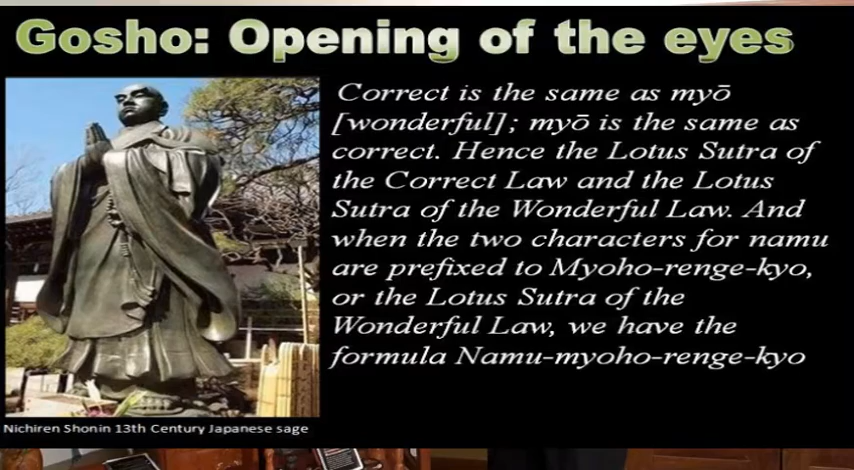 Gosho: Opening of the eyes
Correct is the same as myō
[wonderful]; myō is the same as
correct. Hence the Lotus Sutra of
the Correct Law and the Lotus
Sutra of the Wonderful Law. And
when the two characters for namu
are prefixed to Myoho-renge-kyo,
or the Lotus Sutra of the
Wonderful Law, we have the
formula Namu-myoho-renge-kyo
Nichiren Shonin 13th Century Japanese sage